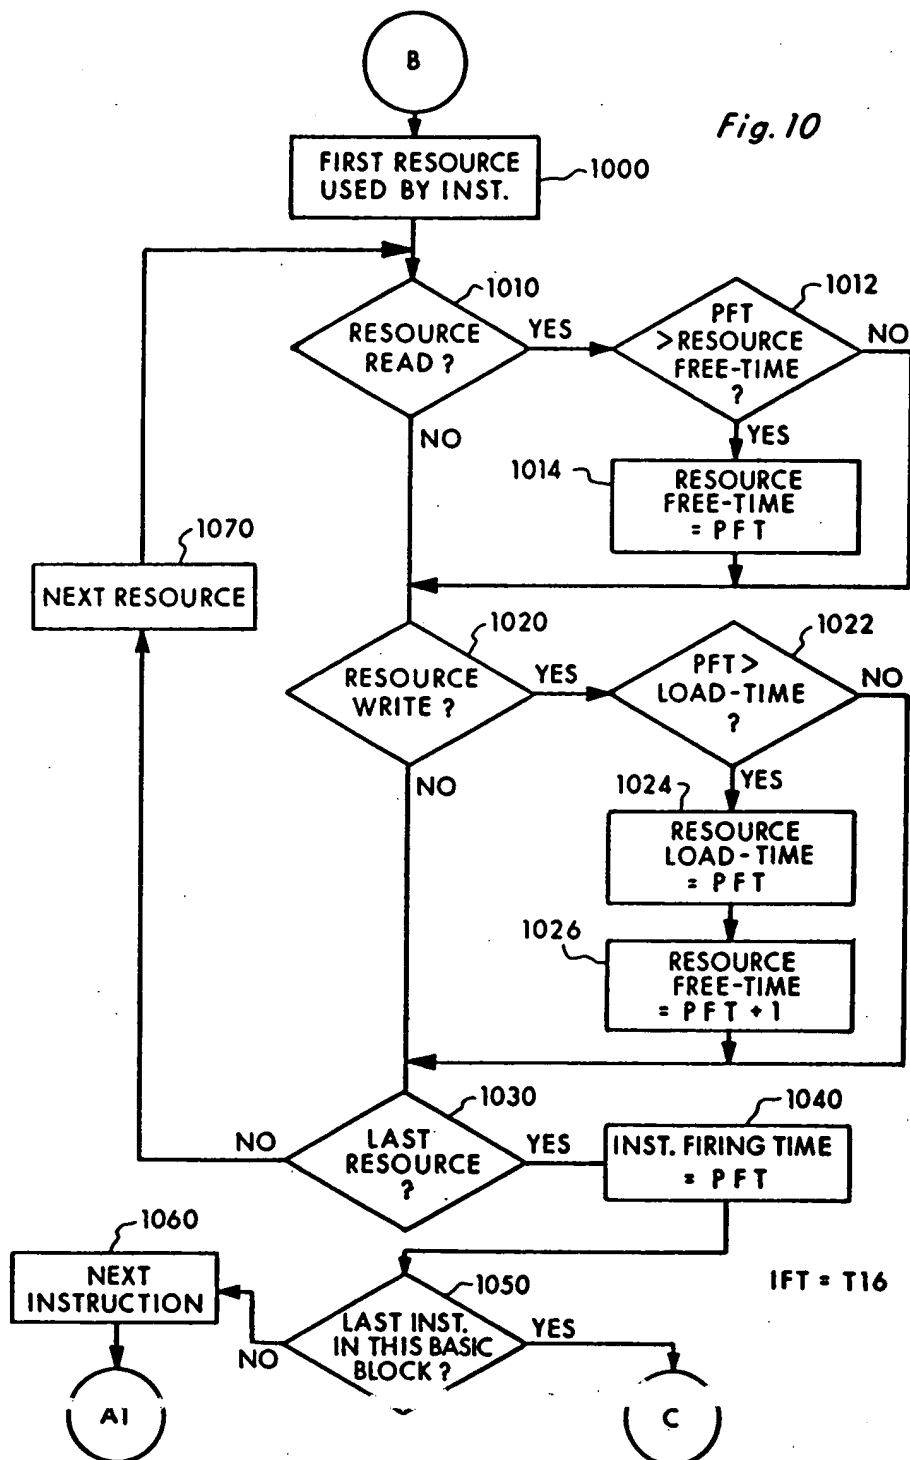 B
Fig. 10
FIRST RESOURCE
USED BY INST.
1000
1010
RESOURCE
READ ?
YES
NO
1012
PFT
>RESOURCE
FREE-TIME
?
NO
YES
1014
RESOURCE
FREE-TIME
= PFT
1070
NEXT RESOURCE
1020
RESOURCE
WRITE ?
YES
NO
1022
PFT >
LOAD-TIME
?
NO
YES
1024
RESOURCE
LOAD-TIME
= PFT
1026
RESOURCE
FREE-TIME
= PFT + 1
1030
LAST
RESOURCE
?
NO
YES
1040
INST. FIRING TIME
= PFT
1060
NEXT
INSTRUCTION
1050
LAST INST.
IN THIS BASIC
BLOCK ?
NO
YES
IFT = T16
A1
C